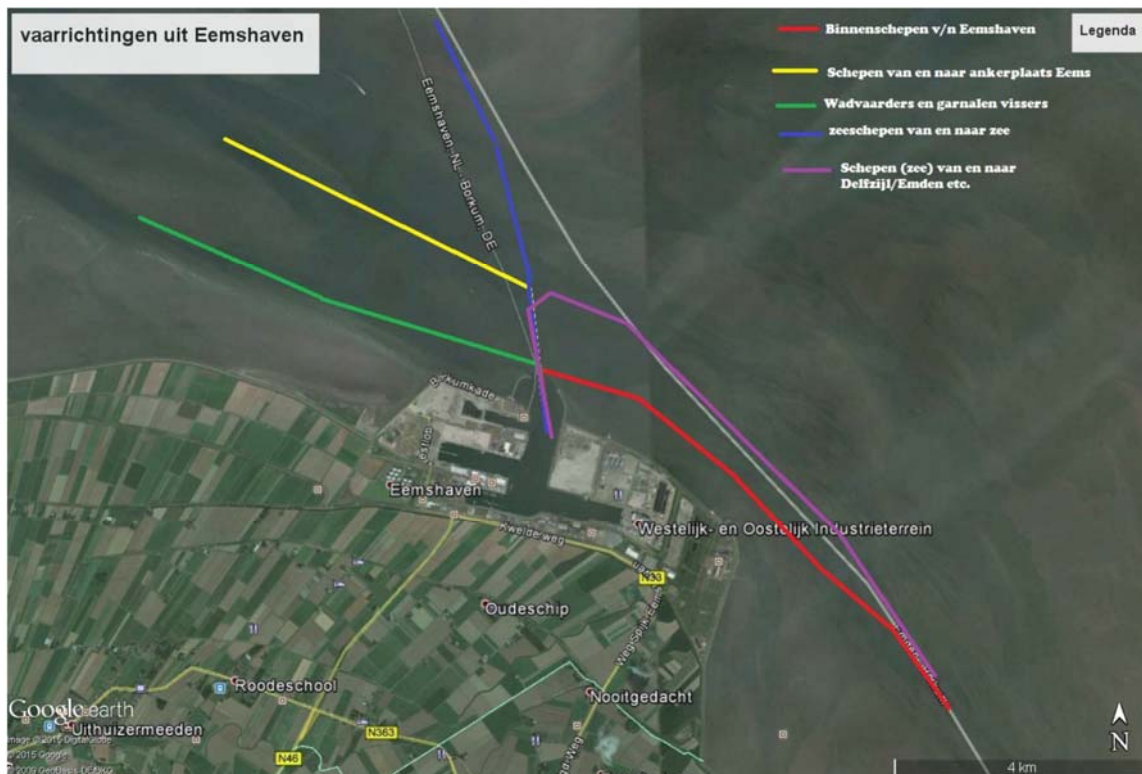 vaarrichtingen uit Eemshaven
Legenda
Binnenschepen v/n Eemshaven
Schepen van en naar ankerplaats Eems
Wadvaarders en garnalen vissers
zeeschepen van en naar zee
Schepen (zee) van en naar
Delfzijl/Emden etc.
Eemshaven, NL - Borkum, DE
Eemshaven
Kwelderweg
Westelijk- en Oostelijk Industrieterrein
N33
Oudeschip
Roodeschool
Nooitgedacht
Uithuizermeeden
N363
N46
Google earth
© 2015 Google
N
4 km